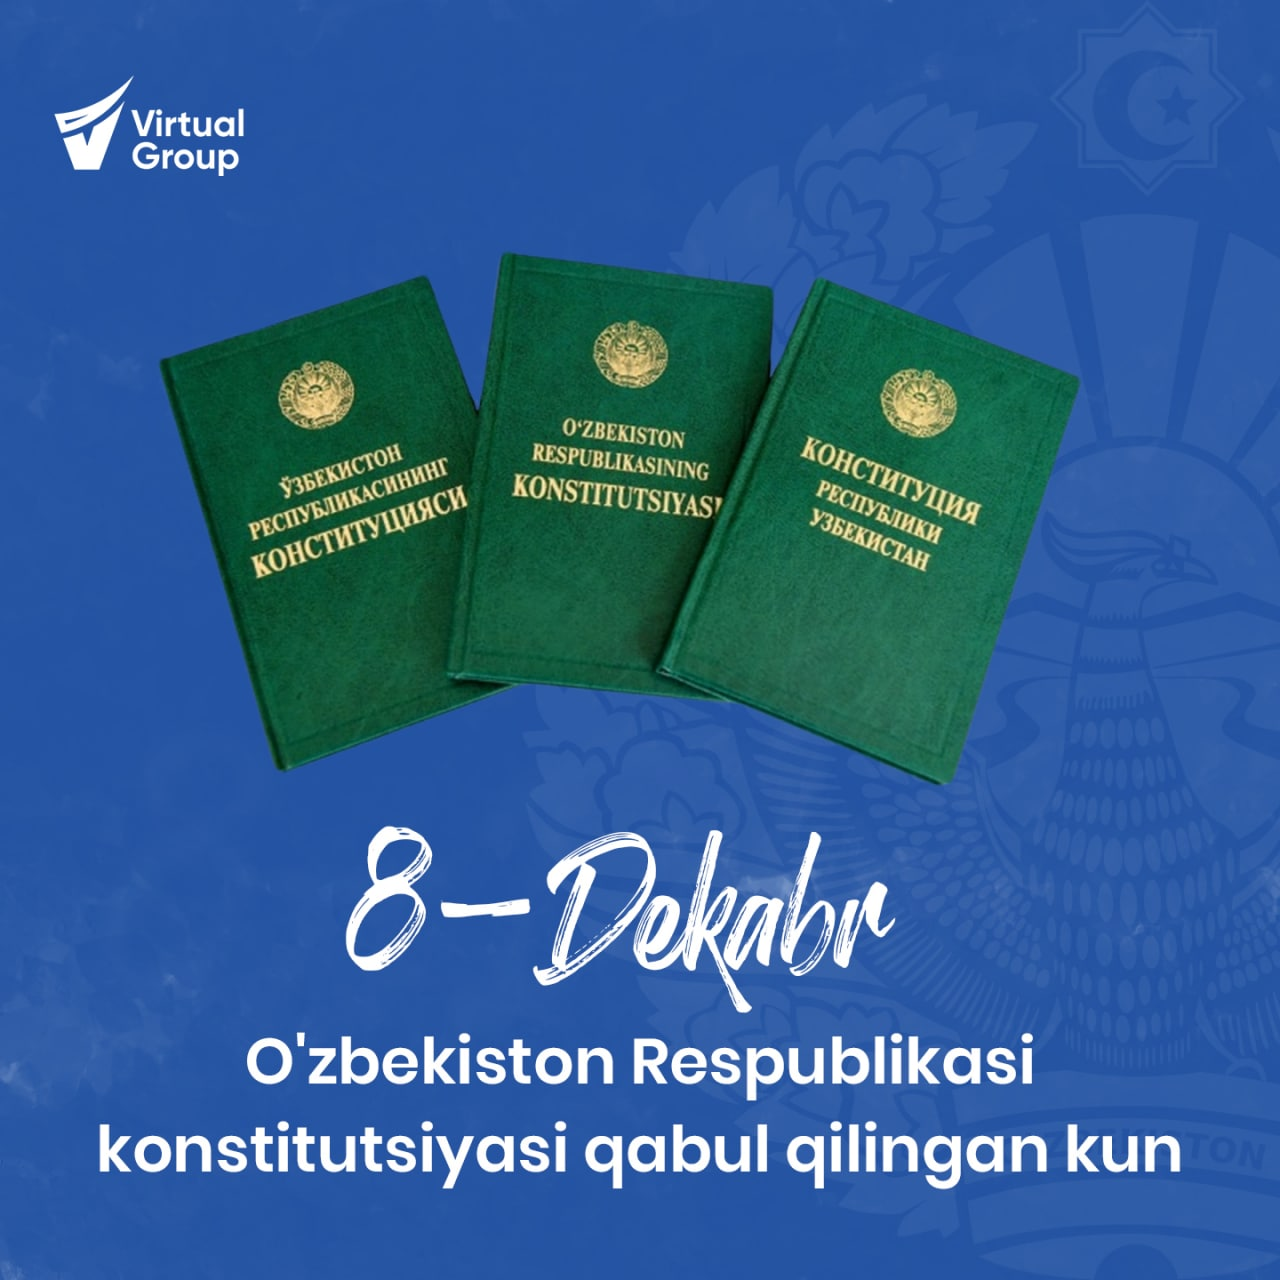 Virtual
Group
ЎЗБЕКИСТОН
РЕСПУБЛИКАСИНИНГ
КОНСТИТУЦИЯСИ
O‘ZBEKISTON
RESPUBLIKASINING
KONSTITUTSIYASI
КОНСТИТУЦИЯ
РЕСПУБЛИКИ
УЗБЕКИСТАН
8-Dekabr
O'zbekiston Respublikasi
konstitutsiyasi qabul qilingan kun
O‘ZBEKISTON